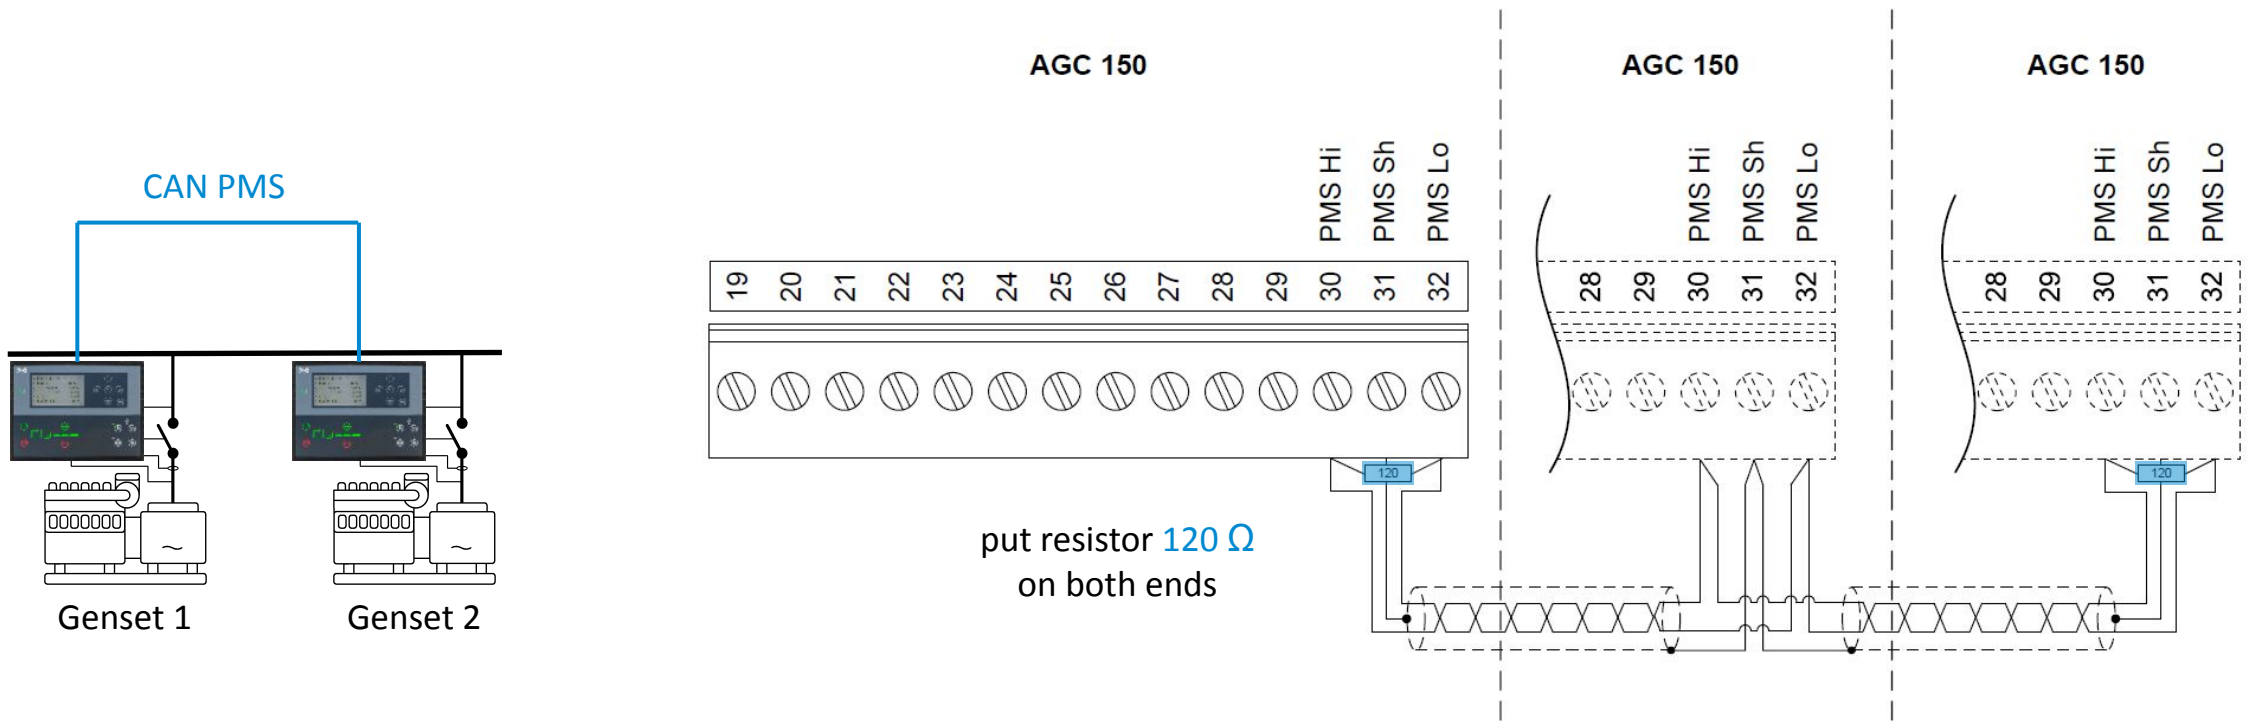 CAN PMS
Genset 1
Genset 2
AGC 150
AGC 150
AGC 150
PMS Hi
PMS Sh
PMS Lo
PMS Hi
PMS Sh
PMS Lo
PMS Hi
PMS Sh
PMS Lo
19 20 21 22 23 24 25 26 27 28 29 30 31 32
28 29 30 31 32
28 29 30 31 32
120
120
put resistor 120 Ω
on both ends